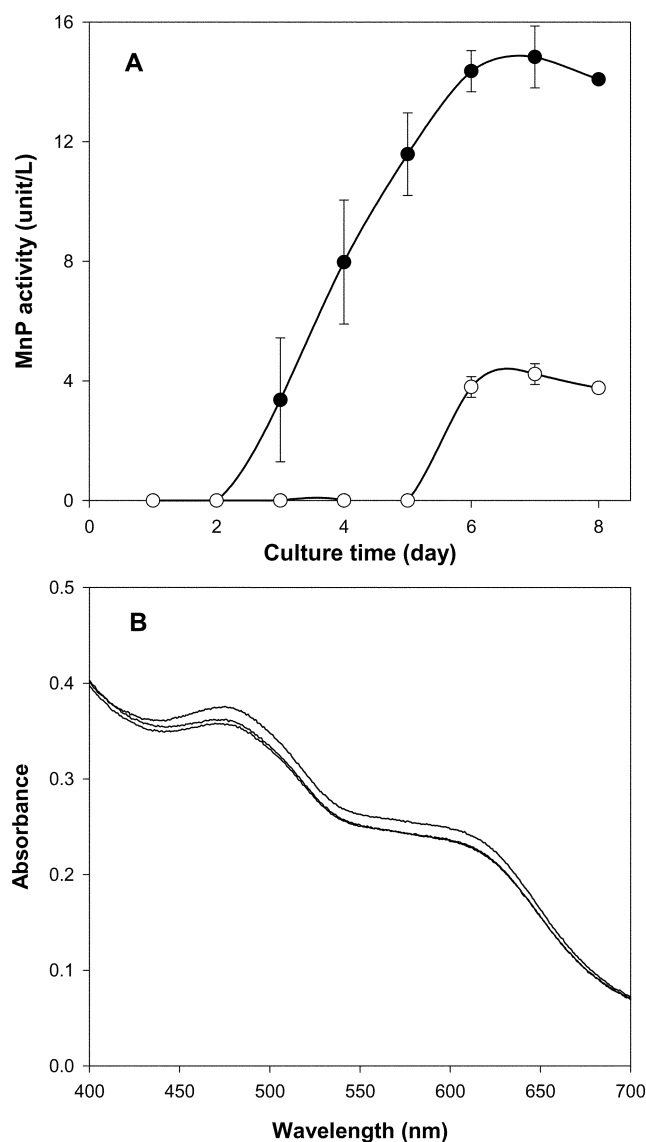 A
16
12
8
4
0
MnP activity (unit/L)
0 2 4 6 8
Culture time (day)
B
0.5
0.4
0.3
0.2
0.1
0.0
Absorbance
400 450 500 550 600 650 700
Wavelength (nm)